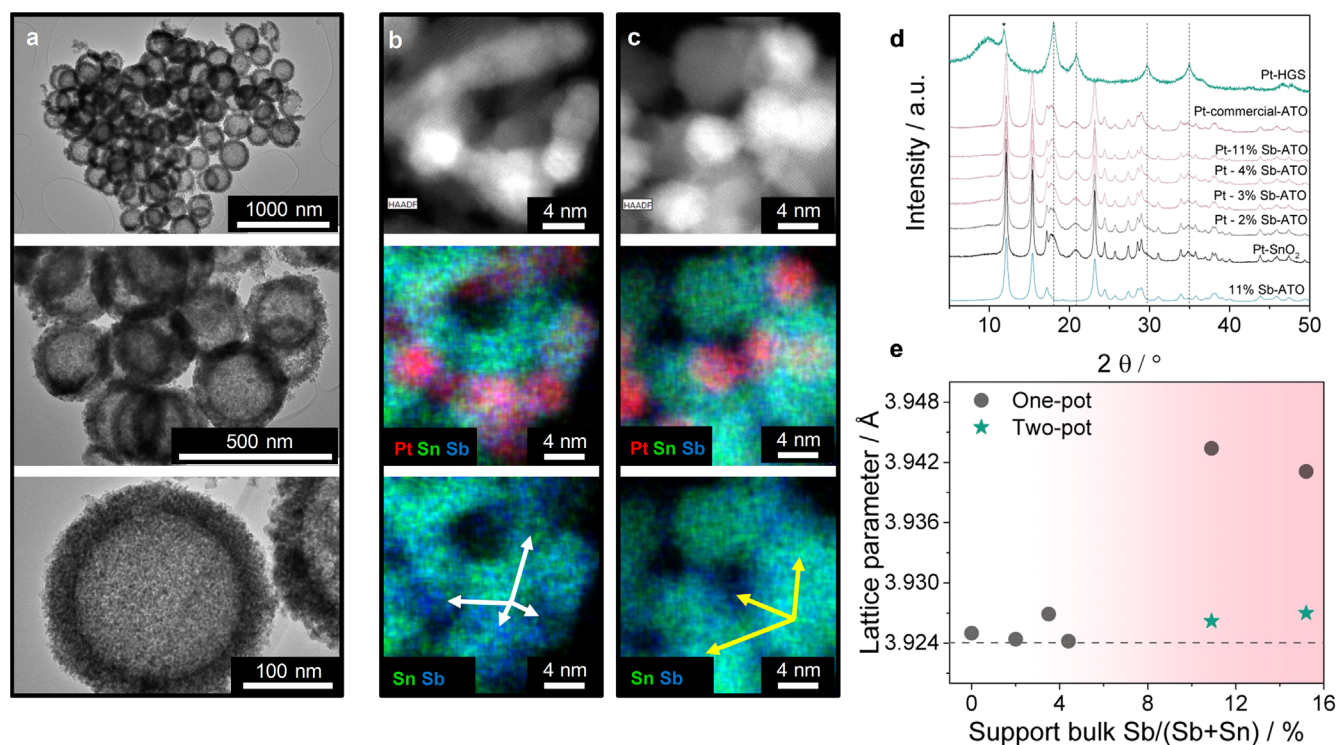 a
1000 nm
500 nm
100 nm
b
HAADF
4 nm
Pt Sn Sb
4 nm
Sn Sb
4 nm
c
HAADF
4 nm
Pt Sn Sb
4 nm
Sn Sb
4 nm
d
Intensity / a.u.
*
Pt-HGS
Pt-commercial-ATO
Pt-11% Sb-ATO
Pt - 4% Sb-ATO
Pt - 3% Sb-ATO
Pt - 2% Sb-ATO
Pt-SnO₂
11% Sb-ATO
10 20 30 40 50
2 θ / °
e
Lattice parameter / Å
One-pot
Two-pot
3.948
3.942
3.936
3.930
3.924
0 4 8 12 16
Support bulk Sb/(Sb+Sn) / %